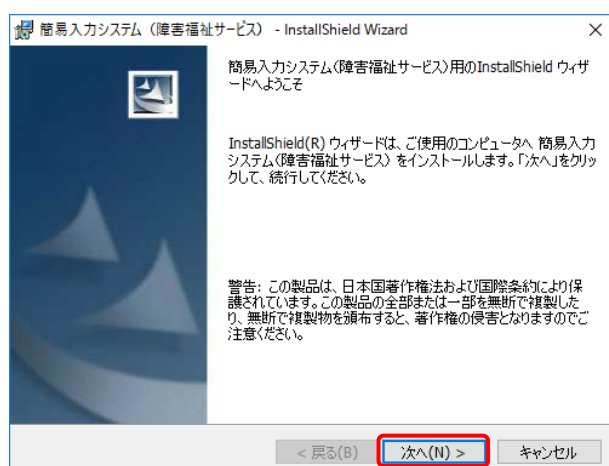 簡易入力システム（障害福祉サービス） - InstallShield Wizard
簡易入力システム(障害福祉サービス)用のInstallShield ウィザ
ードへようこそ
InstallShield(R) ウィザードは、ご使用のコンピュータへ 簡易入力
システム(障害福祉サービス) をインストールします。「次へ」をクリッ
クして、続行してください。
警告: この製品は、日本国著作権法および国際条約により保
護されています。この製品の全部または一部を無断で複製した
り、無断で複製物を頒布すると、著作権の侵害となりますのでご
注意ください。
< 戻る(B) 次へ(N) > キャンセル